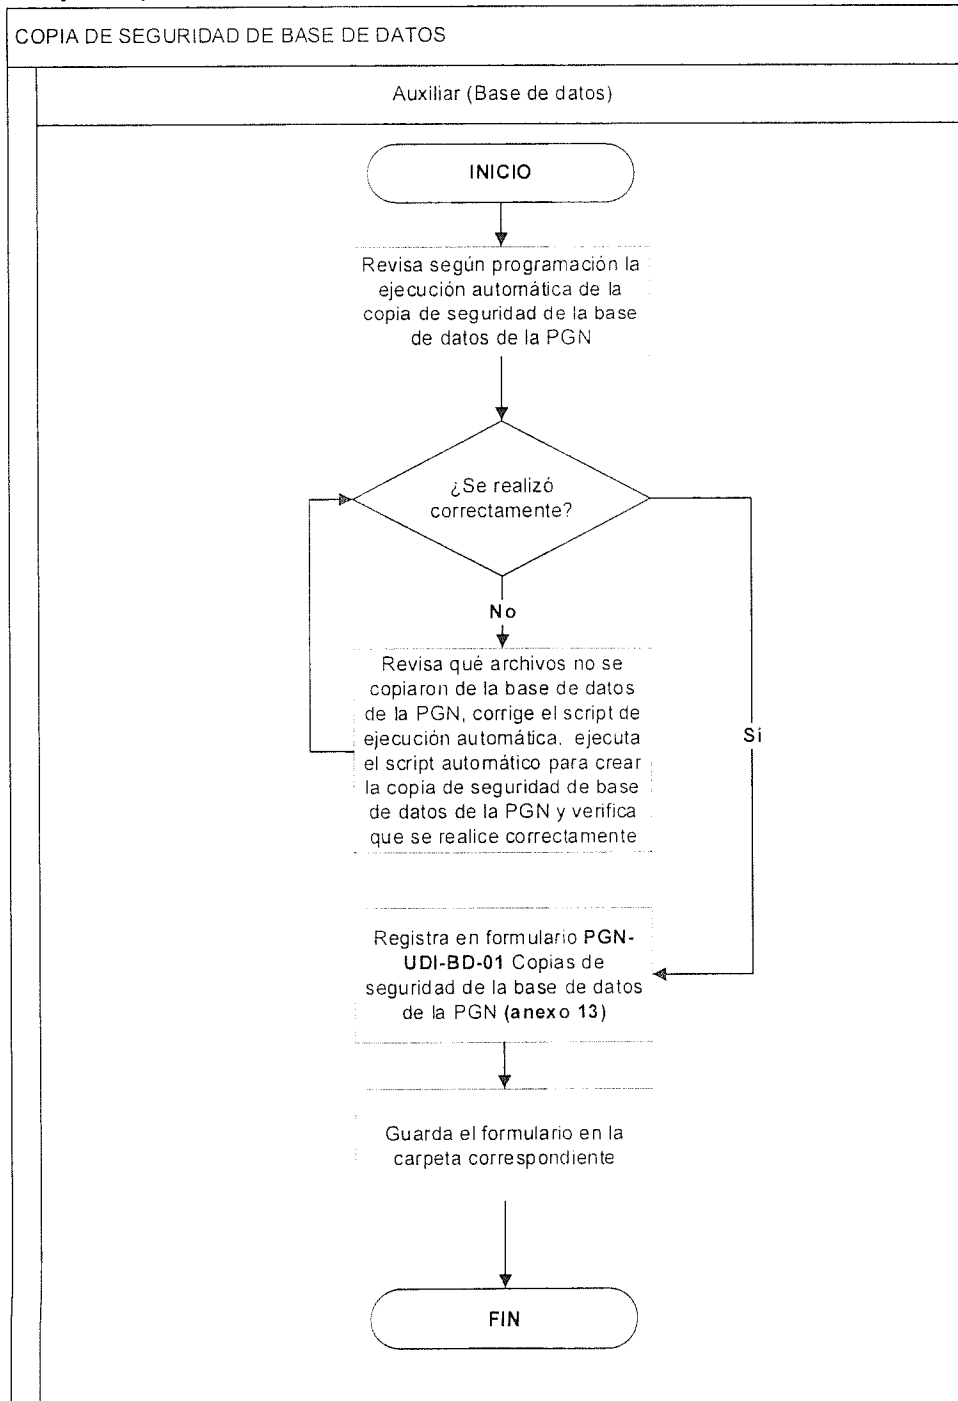 COPIA DE SEGURIDAD DE BASE DE DATOS
Auxiliar (Base de datos)
INICIO
Revisa según programación la
ejecución automática de la
copia de seguridad de la base
de datos de la PGN
¿Se realizó
correctamente?
No
Revisa qué archivos no se
copiaron de la base de datos
de la PGN, corrige el script de
ejecución automática, ejecuta
el script automático para crear
la copia de seguridad de base
de datos de la PGN y verifica
que se realice correctamente
Sí
Registra en formulario PGN-
UDI-BD-01 Copias de
seguridad de la base de datos
de la PGN (anexo 13)
Guarda el formulario en la
carpeta correspondiente
FIN